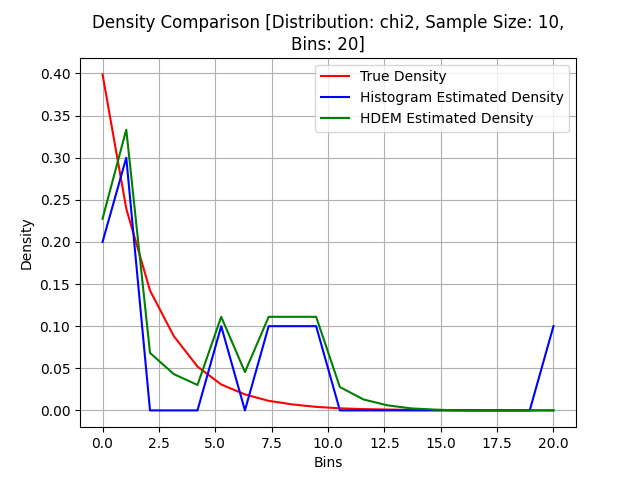 Density Comparison [Distribution: chi2, Sample Size: 10,
Bins: 20]
True Density
Histogram Estimated Density
HDEM Estimated Density
Density
0.40
0.35
0.30
0.25
0.20
0.15
0.10
0.05
0.00
0.0 2.5 5.0 7.5 10.0 12.5 15.0 17.5 20.0
Bins